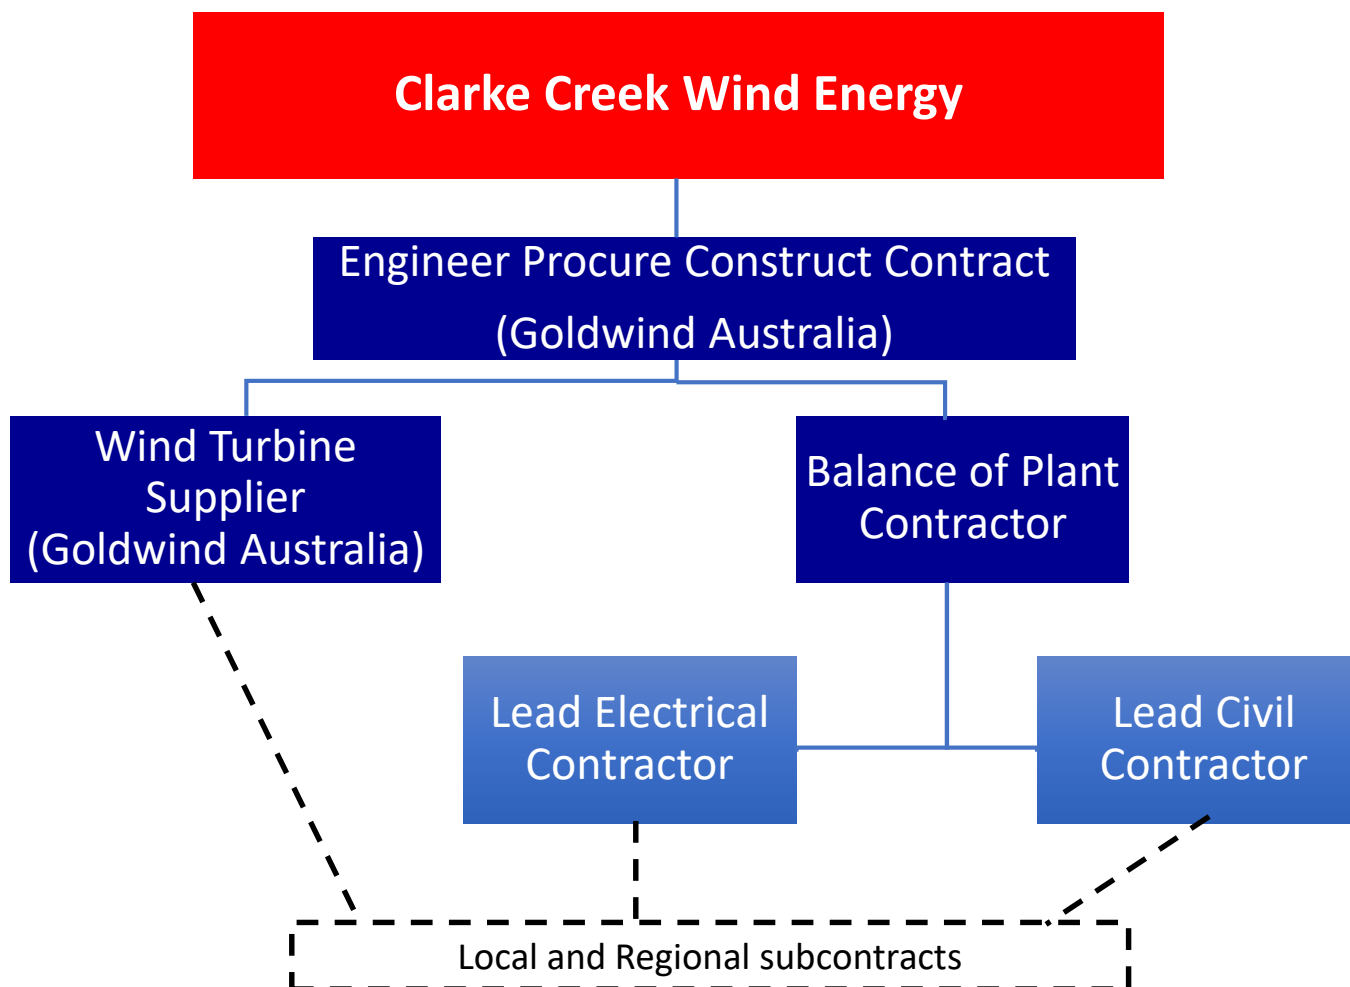 Clarke Creek Wind Energy
Engineer Procure Construct Contract
(Goldwind Australia)
Wind Turbine
Supplier
(Goldwind Australia)
Balance of Plant
Contractor
Lead Electrical
Contractor
Lead Civil
Contractor
Local and Regional subcontracts